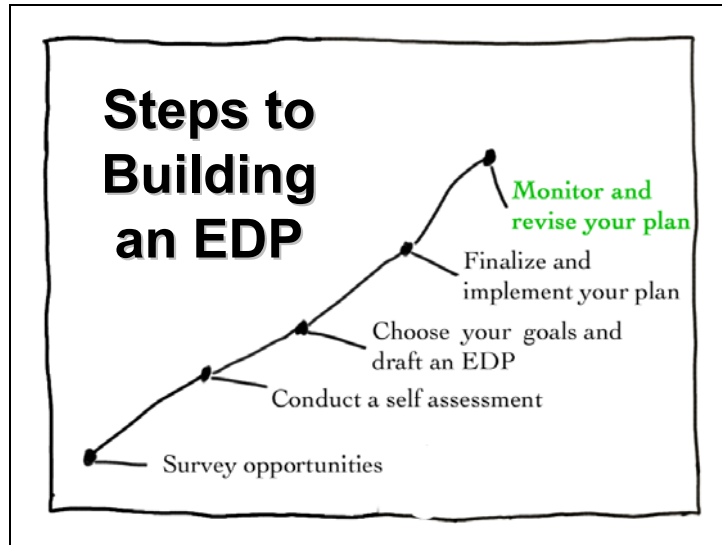 Steps to
Building
an EDP
Monitor and
revise your plan
Finalize and
implement your plan
Choose your goals and
draft an EDP
Conduct a self assessment
Survey opportunities